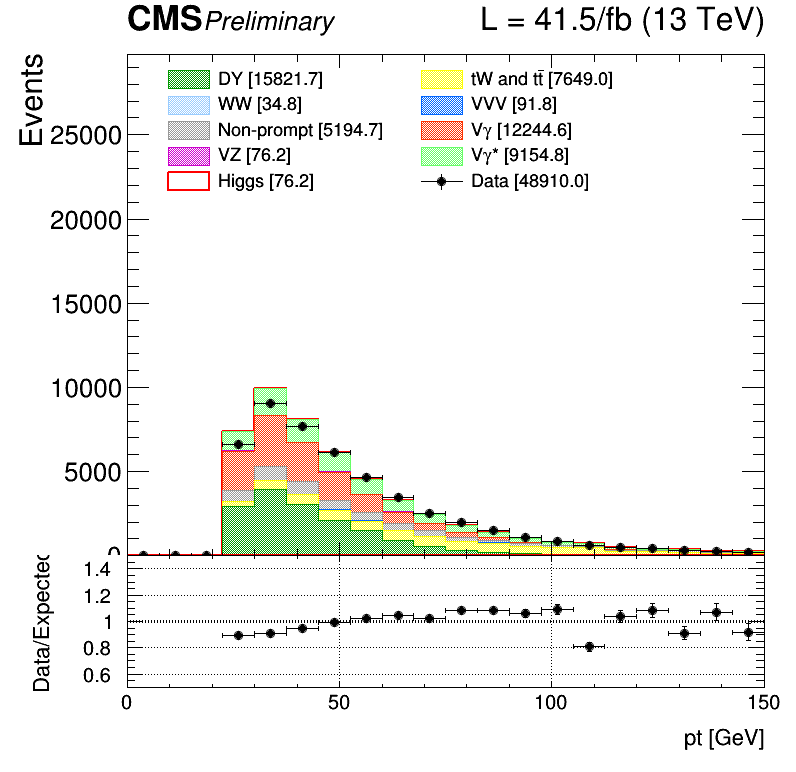 CMS Preliminary L = 41.5/fb (13 TeV)
Events
DY [15821.7] tW and tt̄ [7649.0]
WW [34.8] VVV [91.8]
Non-prompt [5194.7] Vγ [12244.6]
VZ [76.2] Vγ* [9154.8]
Higgs [76.2] Data [48910.0]
25000
20000
15000
10000
5000
0
Data/Expected
1.4
1.2
1
0.8
0.6
0 50 100 150
pt [GeV]